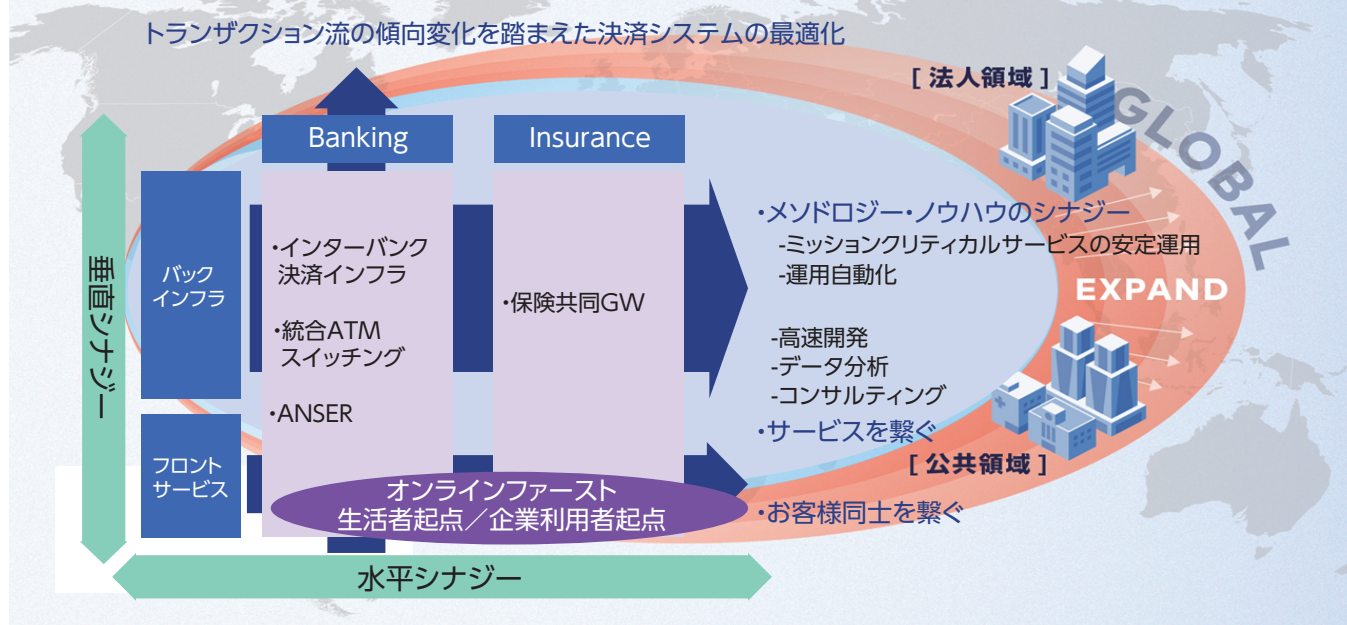 トランザクション流の傾向変化を踏まえた決済システムの最適化
[ 法人領域 ]
GLOBAL
Banking
Insurance
垂直シナジー
バック
インフラ
・インターバンク
決済インフラ
・統合ATM
スイッチング
・ANSER
・保険共同GW
・メソドロジー・ノウハウのシナジー
-ミッションクリティカルサービスの安定運用
-運用自動化
EXPAND
-高速開発
-データ分析
-コンサルティング
・サービスを繋ぐ
[ 公共領域 ]
フロント
サービス
オンラインファースト
生活者起点／企業利用者起点
・お客様同士を繋ぐ
水平シナジー